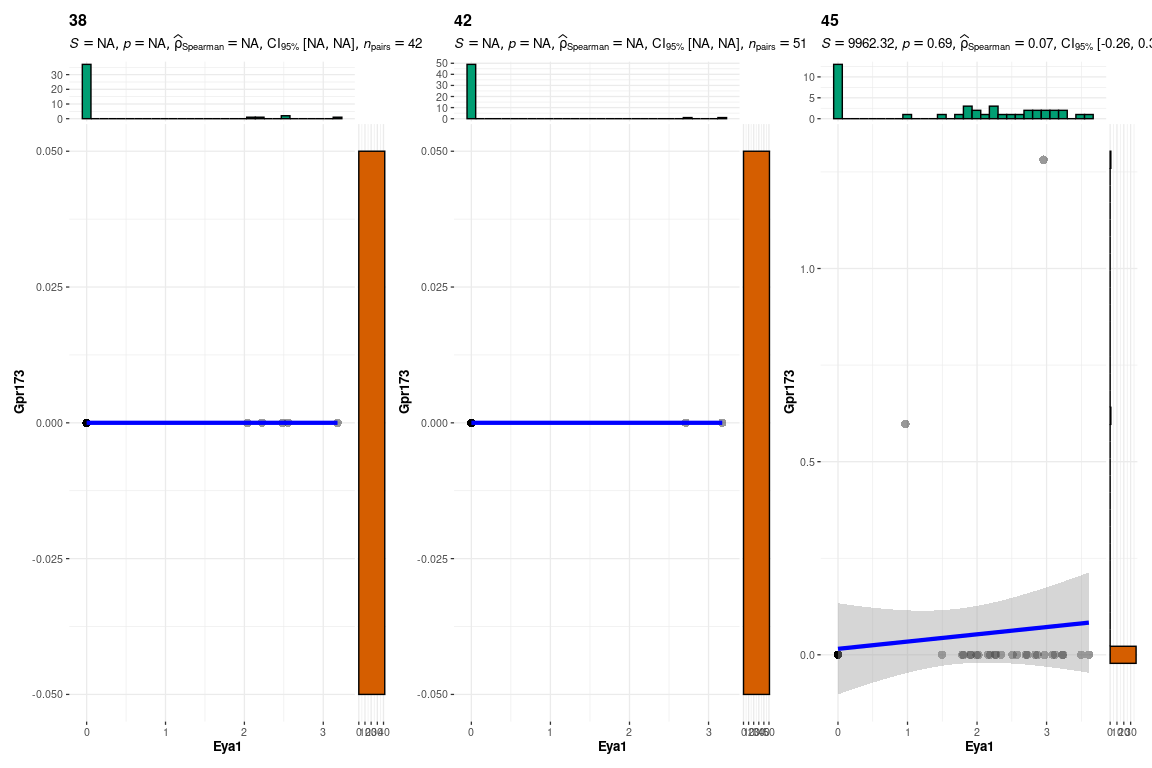 38
S = NA, p = NA, ρ̂Spearman = NA, CI95% [NA, NA], npairs = 42
30
20
10
0
0.050
0.025
0.000
-0.025
-0.050
Gpr173
0 1 2 3
Eya1
42
S = NA, p = NA, ρ̂Spearman = NA, CI95% [NA, NA], npairs = 51
50
40
30
20
10
0
0.050
0.025
0.000
-0.025
-0.050
Gpr173
0 1 2 3
Eya1
45
S = 9962.32, p = 0.69, ρ̂Spearman = 0.07, CI95% [-0.26,
10
5
0
1.0
0.5
0.0
Gpr173
0 1 2 3
Eya1